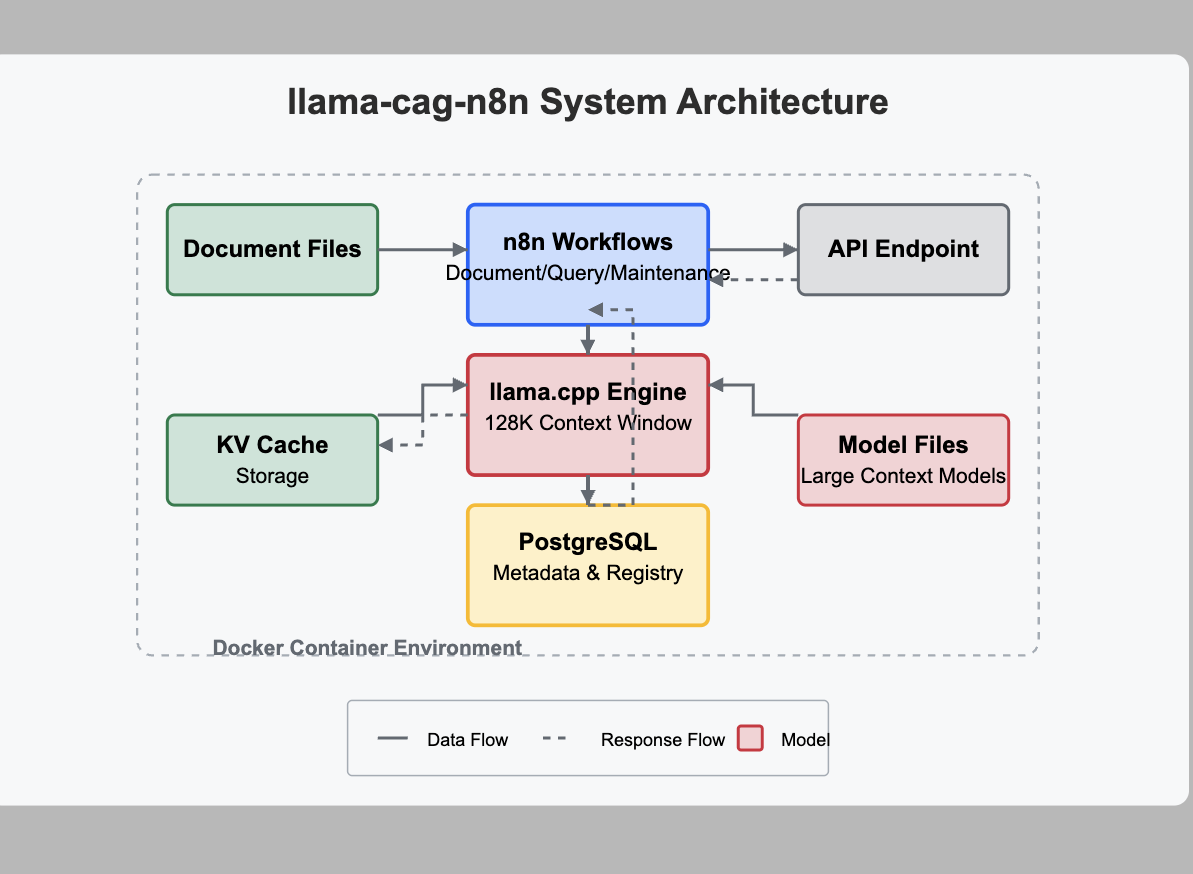 llama-cag-n8n System Architecture
Document Files
n8n Workflows
Document/Query/Maintenance
API Endpoint
llama.cpp Engine
128K Context Window
KV Cache
Storage
Model Files
Large Context Models
PostgreSQL
Metadata & Registry
Docker Container Environment
Data Flow
Response Flow
Model